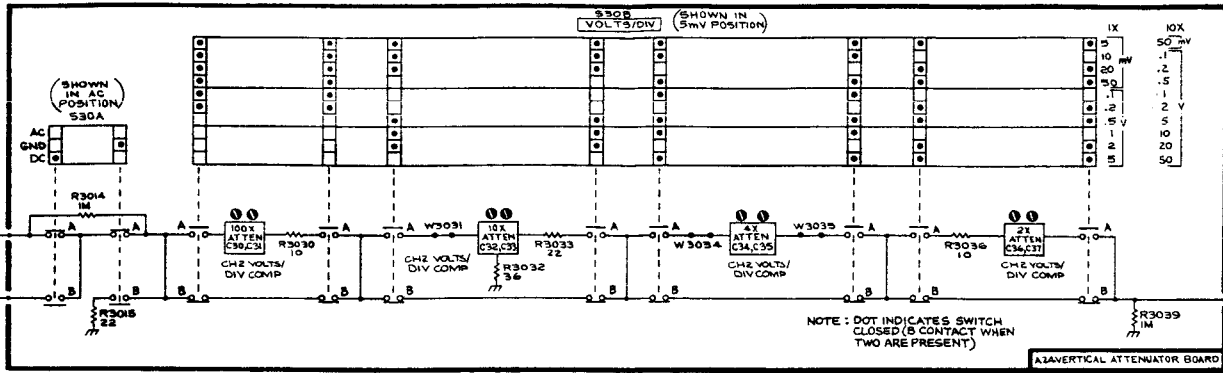 S30B
VOLTS/DIV
(SHOWN IN
5mV POSITION)
1X
10X
5
50 mV
10
mV
.1
20
.2
50
.5
.1
1
.2
2
V
.5
V
5
1
10
2
20
5
50
(SHOWN
IN AC
POSITION)
S30A
AC
GND
DC
R3014
1M
A
A
A
100X
ATTEN
C30,C31
R3030
10
A
A
W3031
10X
ATTEN
C32,C33
R3033
22
A
A
W3034
4X
ATTEN
C34,C35
W3035
A
A
R3036
10
2X
ATTEN
C36,C37
A
CH2 VOLTS/
DIV COMP
CH2 VOLTS/
DIV COMP
R3032
36
CH2 VOLTS/
DIV COMP
CH2 VOLTS/
DIV COMP
B
B
B
B
B
B
B
B
B
B
R3015
22
R3039
1M
NOTE: DOT INDICATES SWITCH
CLOSED (B CONTACT WHEN
TWO ARE PRESENT)
A2A VERTICAL ATTENUATOR BOARD